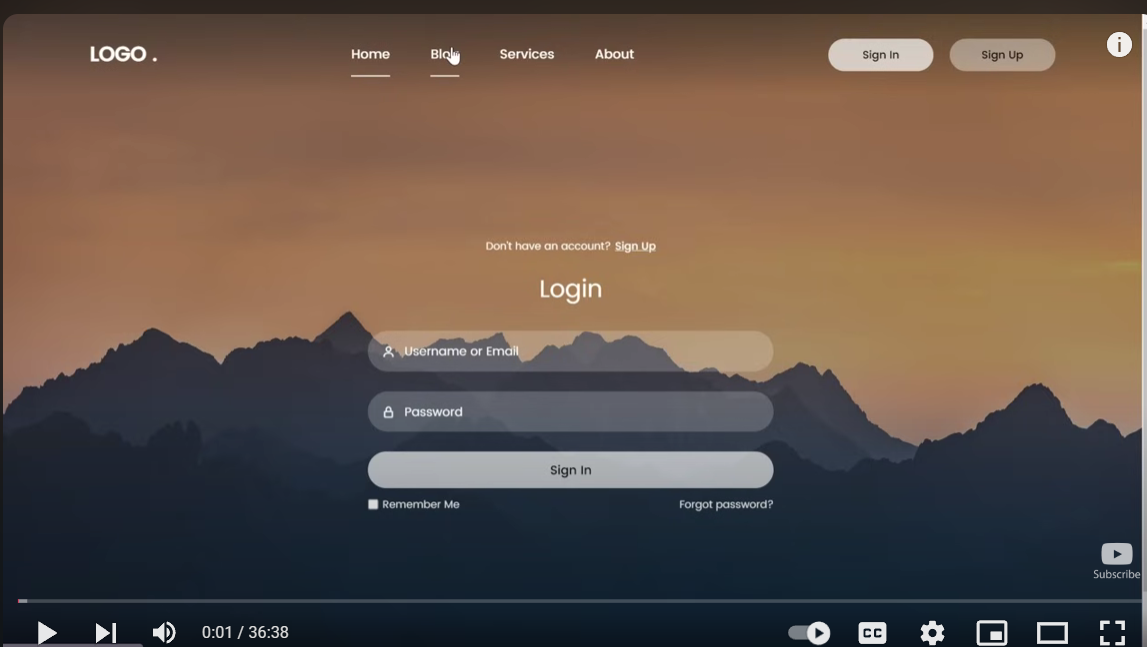 LOGO .
Home
Services
About
Sign In
Sign Up
Don't have an account? Sign Up
Login
Username or Email
Password
Sign In
Remember Me
Forgot password?
Subscribe
0:01 / 36:38
CC